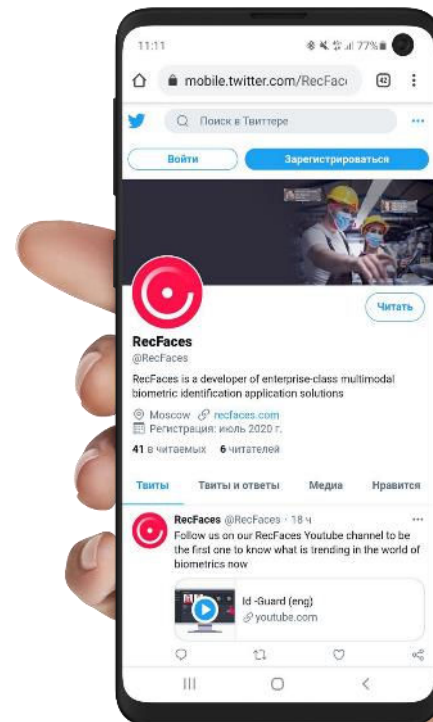 11:11
77%
mobile.twitter.com/RecFac
42
Поиск в Твиттере
Войти
Зарегистрироваться
Читать
RecFaces
@RecFaces
RecFaces is a developer of enterprise-class multimodal
biometric identification application solutions
Moscow recfaces.com
Регистрация: июль 2020 г.
41 в читаемых 6 читателей
Твиты Твиты и ответы Медиа Нравится
RecFaces @RecFaces · 18 ч
Follow us on our RecFaces Youtube channel to be
the first one to know what is trending in the world of
biometrics now
Id -Guard (eng)
youtube.com